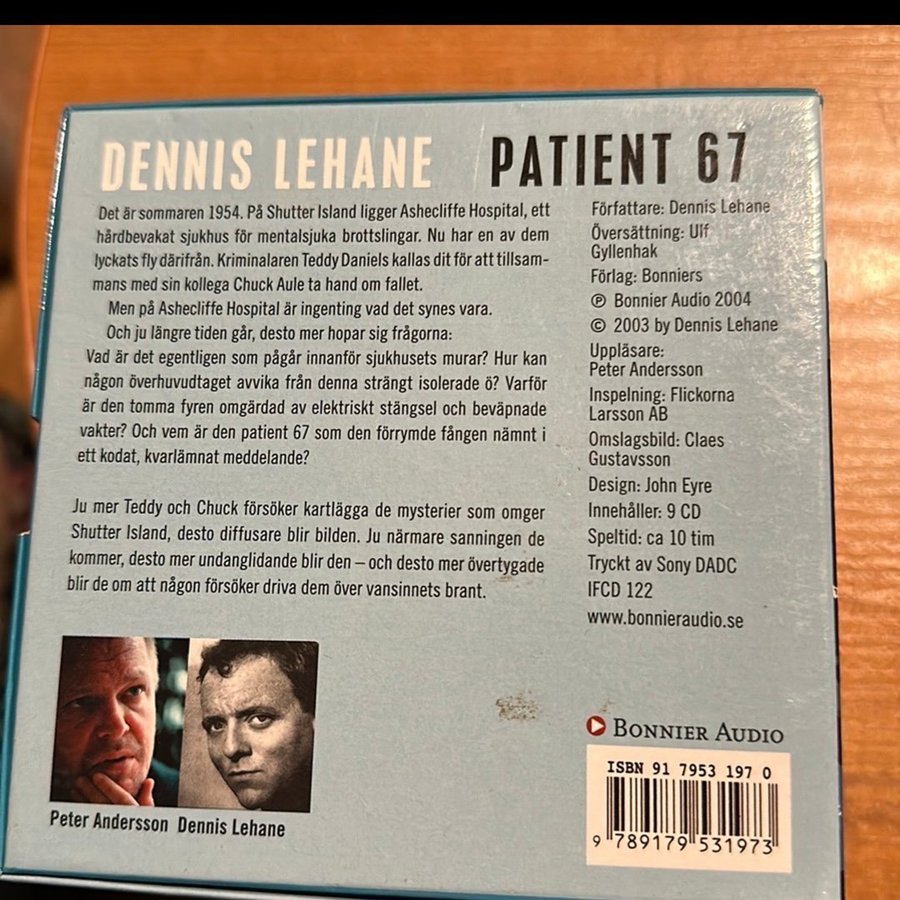 DENNIS LEHANE PATIENT 67
Det är sommaren 1954. På Shutter Island ligger Ashecliffe Hospital, ett
hårdbevakat sjukhus för mentalsjuka brottslingar. Nu har en av dem
lyckats fly därifrån. Kriminalaren Teddy Daniels kallas dit för att tillsam-
mans med sin kollega Chuck Aule ta hand om fallet.
Men på Ashecliffe Hospital är ingenting vad det synes vara.
Och ju längre tiden går, desto mer hopar sig frågorna:
Vad är det egentligen som pågår innanför sjukhusets murar? Hur kan
någon överhuvudtaget avvika från denna strängt isolerade ö? Varför
är den tomma fyren omgärdad av elektriskt stängsel och beväpnade
vakter? Och vem är den patient 67 som den förrymde fången nämnt i
ett kodat, kvarlämnat meddelande?
Ju mer Teddy och Chuck försöker kartlägga de mysterier som omger
Shutter Island, desto diffusare blir bilden. Ju närmare sanningen de
kommer, desto mer undanglidande blir den – och desto mer övertygade
blir de om att någon försöker driva dem över vansinnets brant.
Peter Andersson Dennis Lehane
Författare: Dennis Lehane
Översättning: Ulf
Gyllenhak
Förlag: Bonniers
℗ Bonnier Audio 2004
© 2003 by Dennis Lehane
Uppläsare:
Peter Andersson
Inspelning: Flickorna
Larsson AB
Omslagsbild: Claes
Gustavsson
Design: John Eyre
Innehåller: 9 CD
Speltid: ca 10 tim
Tryckt av Sony DADC
IFCD 122
www.bonnieraudio.se
BONNIER AUDIO
ISBN 91 7953 197 0
9 789179 531973